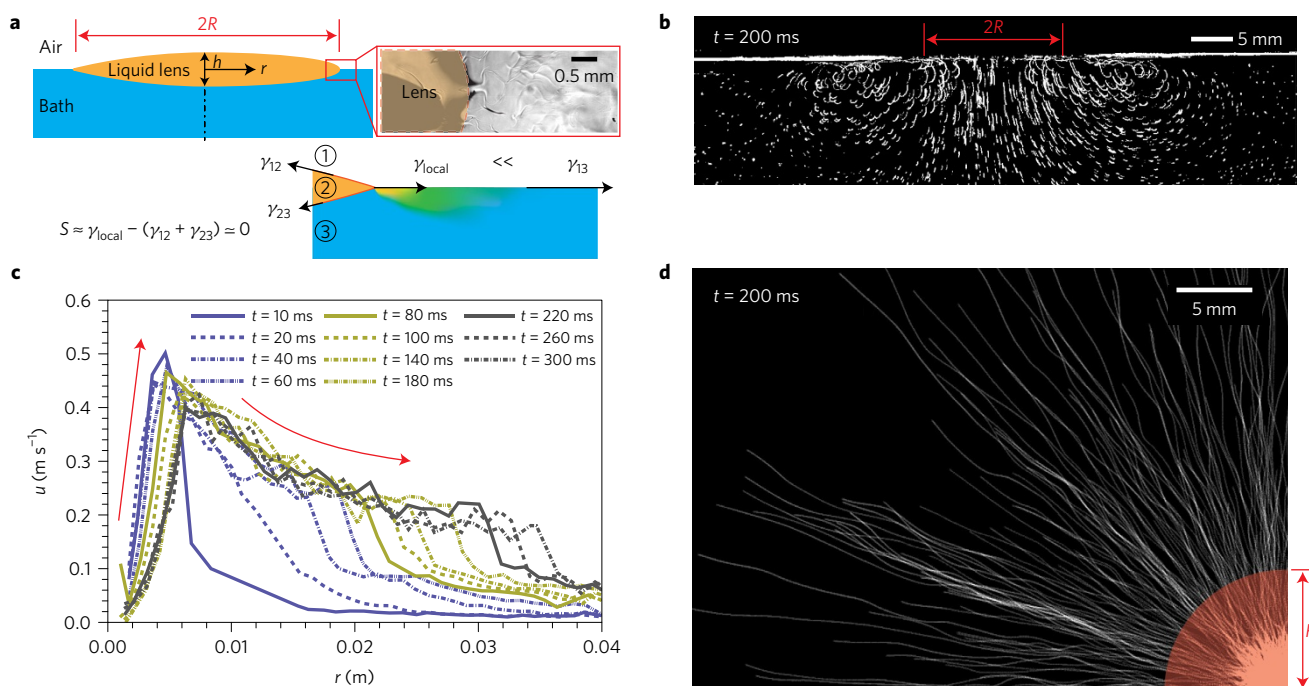 a
2R
Air
Liquid lens
h
r
Bath
Lens
0.5 mm
γ12
①
γlocal
<<
γ13
②
γ23
③
S ≈ γlocal − (γ12 + γ23) ≃ 0
b
t = 200 ms
2R
5 mm
c
0.6
0.5
0.4
0.3
0.2
0.1
0.0
u (m s⁻¹)
t = 10 ms
t = 20 ms
t = 40 ms
t = 60 ms
t = 80 ms
t = 100 ms
t = 140 ms
t = 180 ms
t = 220 ms
t = 260 ms
t = 300 ms
0.00 0.01 0.02 0.03 0.04
r (m)
d
t = 200 ms
5 mm